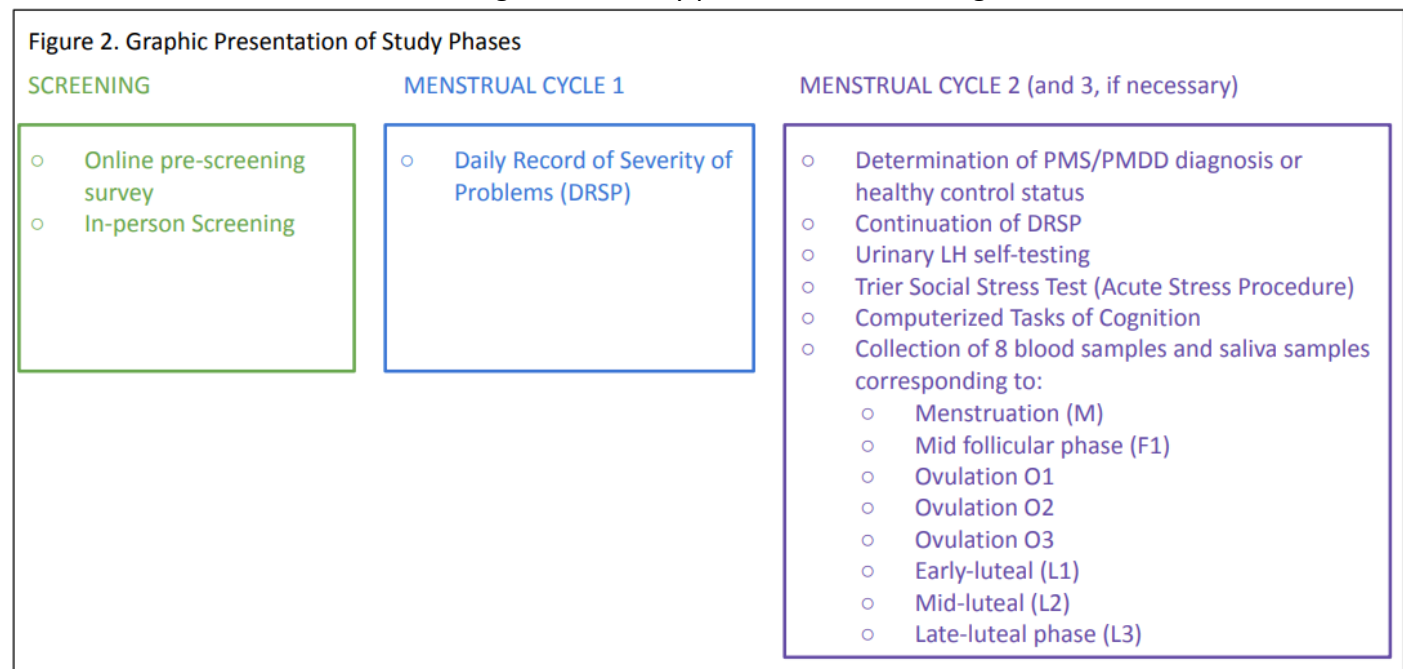 Figure 2. Graphic Presentation of Study Phases
SCREENING
○ Online pre-screening
survey
○ In-person Screening
MENSTRUAL CYCLE 1
○ Daily Record of Severity of
Problems (DRSP)
MENSTRUAL CYCLE 2 (and 3, if necessary)
○ Determination of PMS/PMDD diagnosis or
healthy control status
○ Continuation of DRSP
○ Urinary LH self-testing
○ Trier Social Stress Test (Acute Stress Procedure)
○ Computerized Tasks of Cognition
○ Collection of 8 blood samples and saliva samples
corresponding to:
○ Menstruation (M)
○ Mid follicular phase (F1)
○ Ovulation O1
○ Ovulation O2
○ Ovulation O3
○ Early-luteal (L1)
○ Mid-luteal (L2)
○ Late-luteal phase (L3)